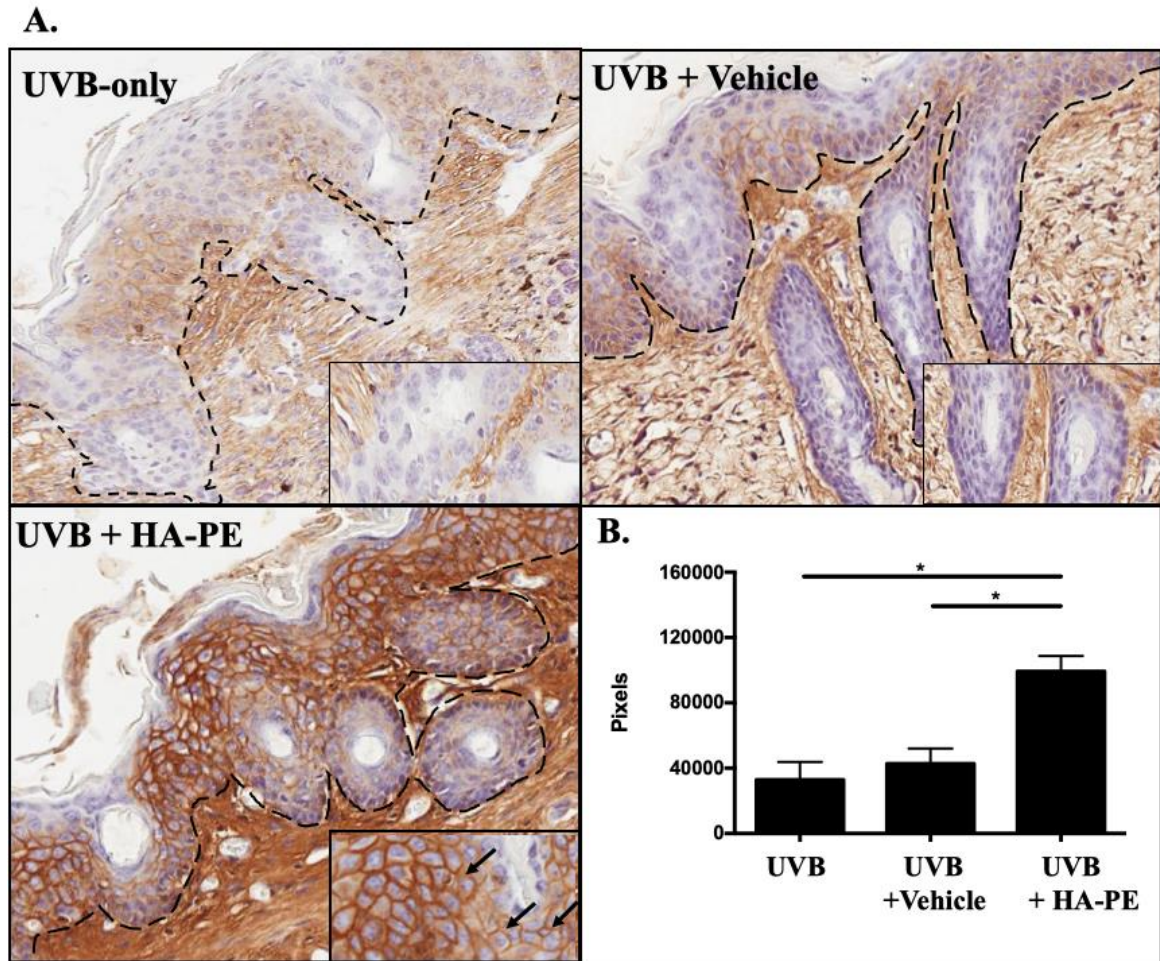 A.
UVB-only
UVB + Vehicle
UVB + HA-PE
B.
160000
120000
80000
40000
0
Pixels
*
*
UVB
UVB
+Vehicle
UVB
+ HA-PE